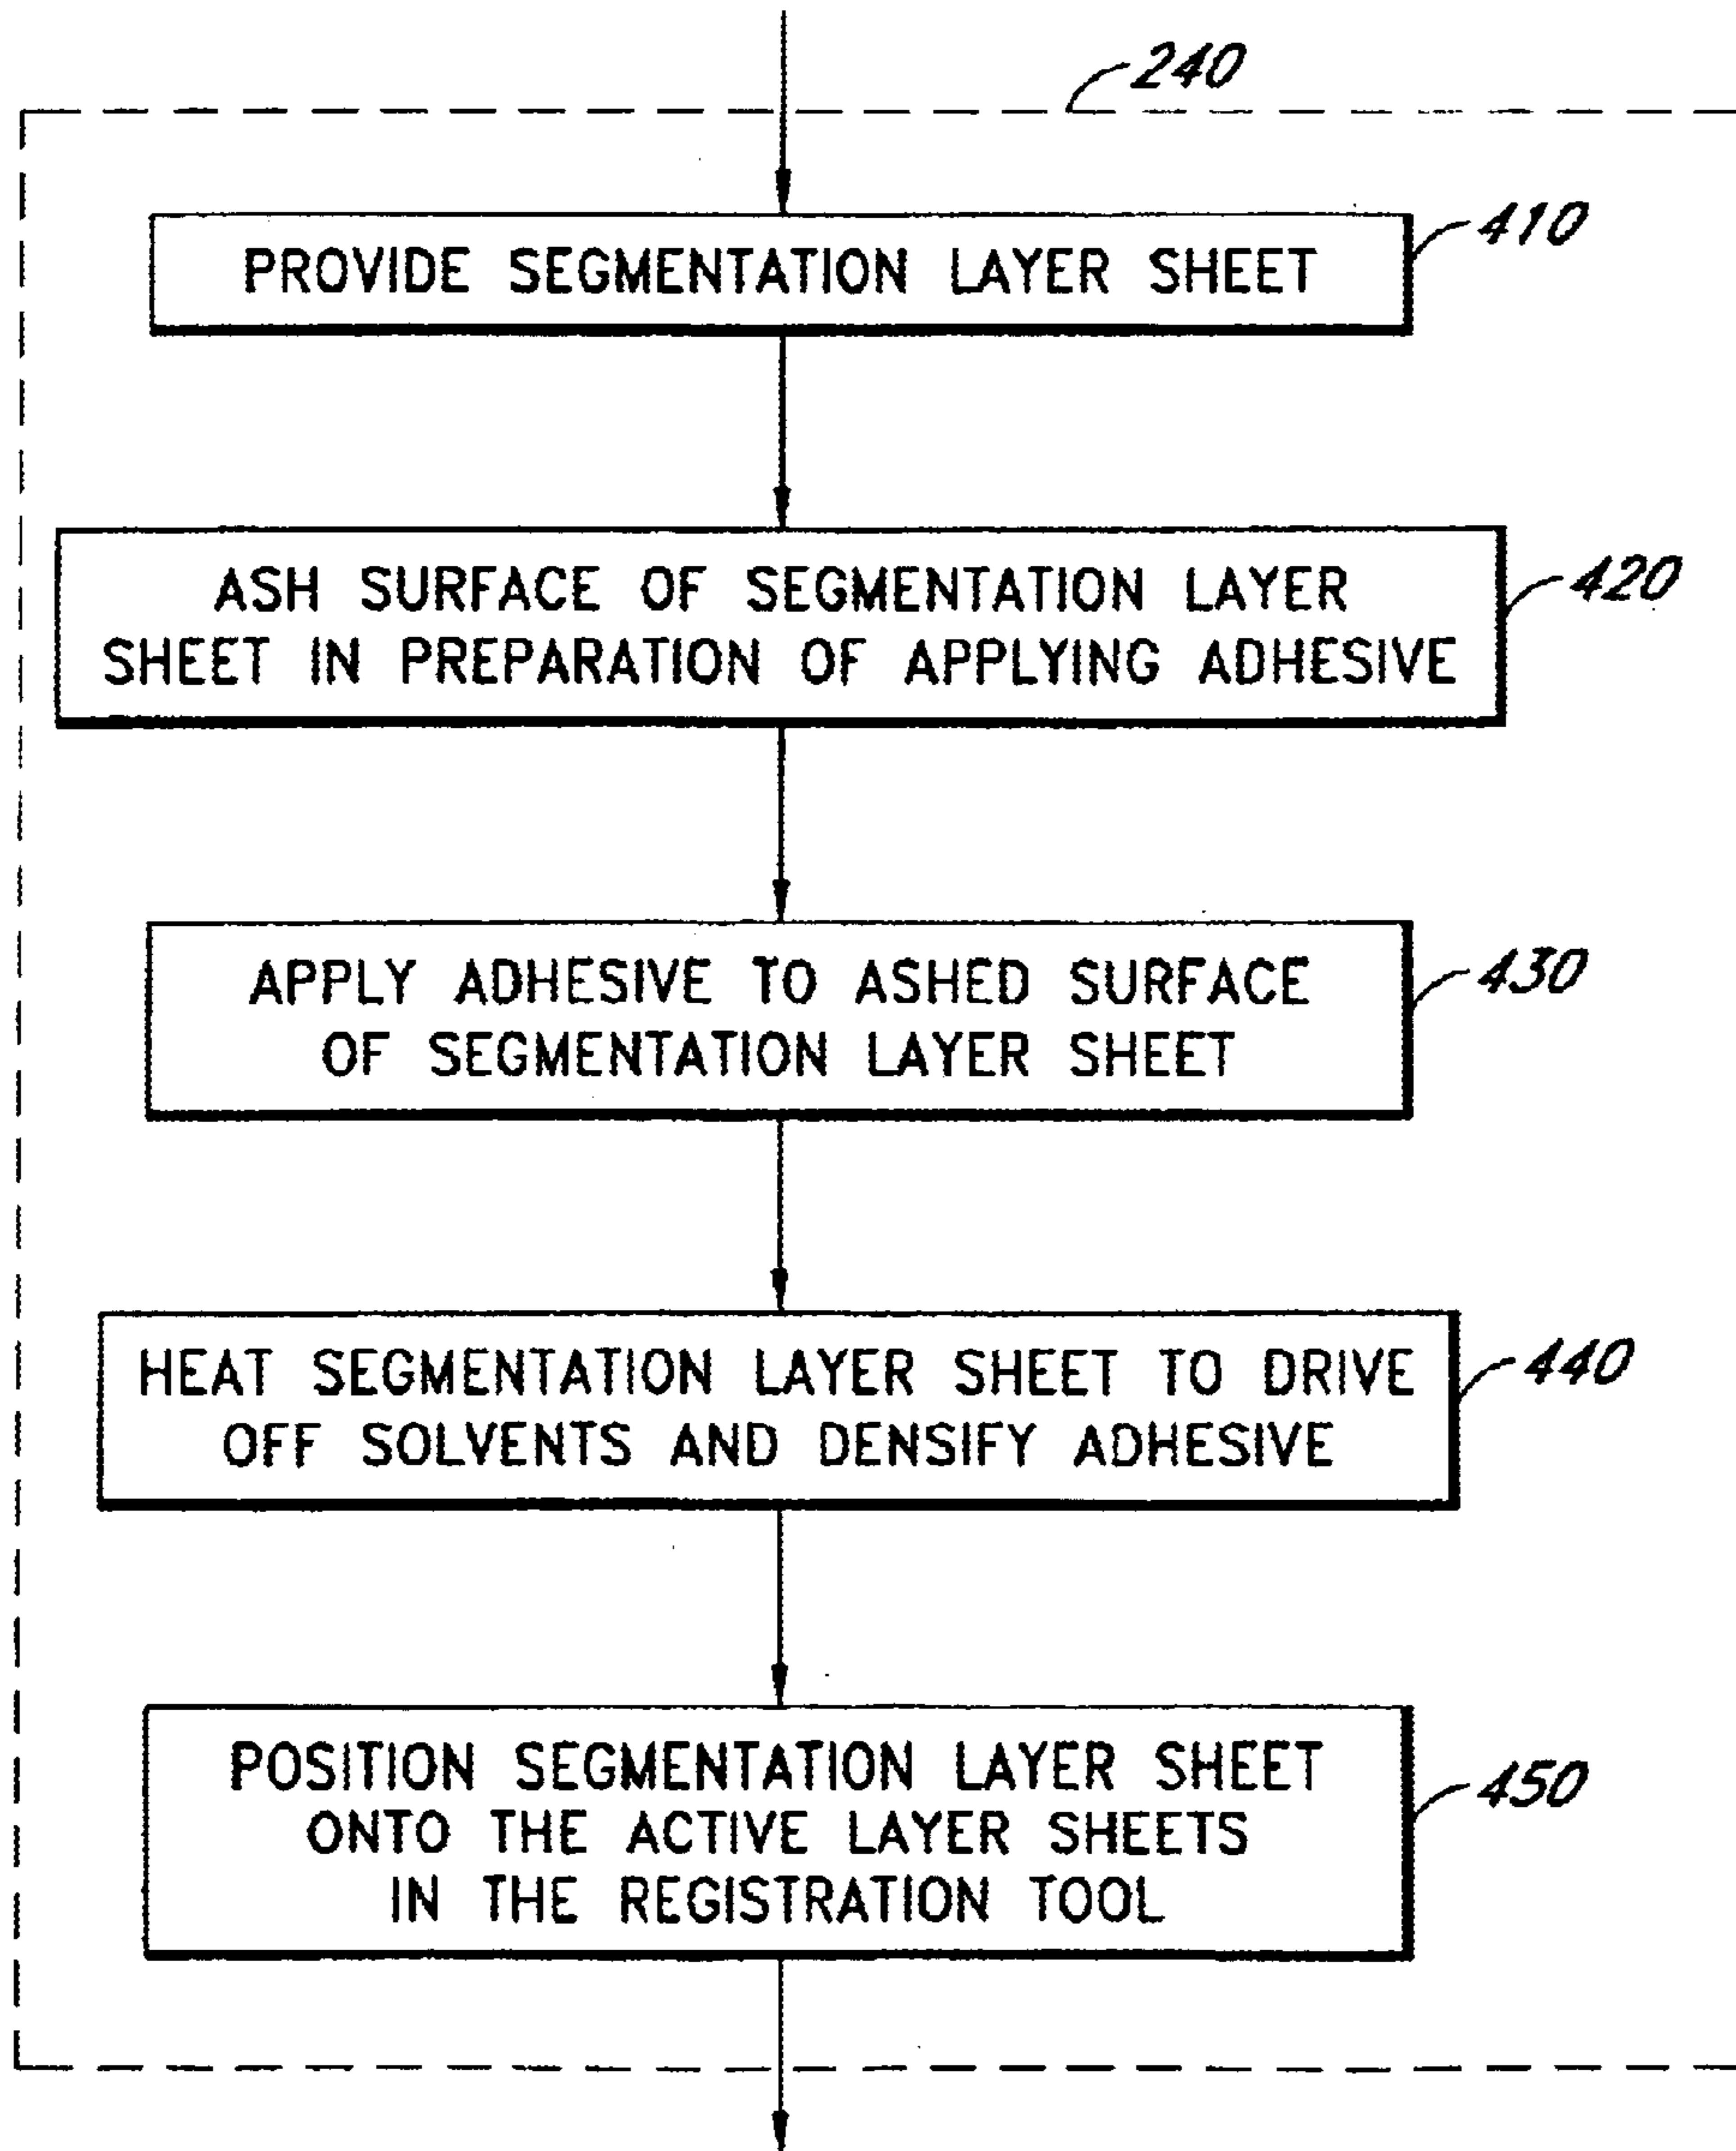 240
PROVIDE SEGMENTATION LAYER SHEET
410
ASH SURFACE OF SEGMENTATION LAYER
SHEET IN PREPARATION OF APPLYING ADHESIVE
420
APPLY ADHESIVE TO ASHED SURFACE
OF SEGMENTATION LAYER SHEET
430
HEAT SEGMENTATION LAYER SHEET TO DRIVE
OFF SOLVENTS AND DENSIFY ADHESIVE
440
POSITION SEGMENTATION LAYER SHEET
ONTO THE ACTIVE LAYER SHEETS
IN THE REGISTRATION TOOL
450